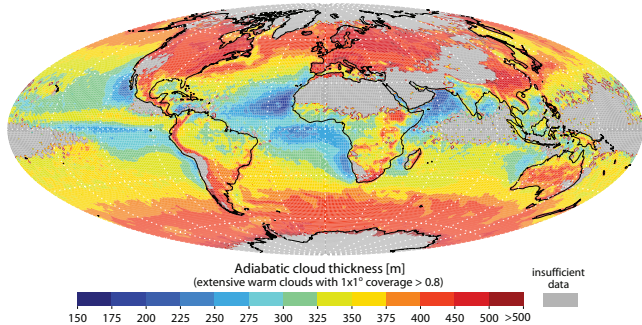 Adiabatic cloud thickness [m]
(extensive warm clouds with 1x1° coverage > 0.8)
insufficient
data
150 175 200 225 250 275 300 325 350 375 400 450 500 >500